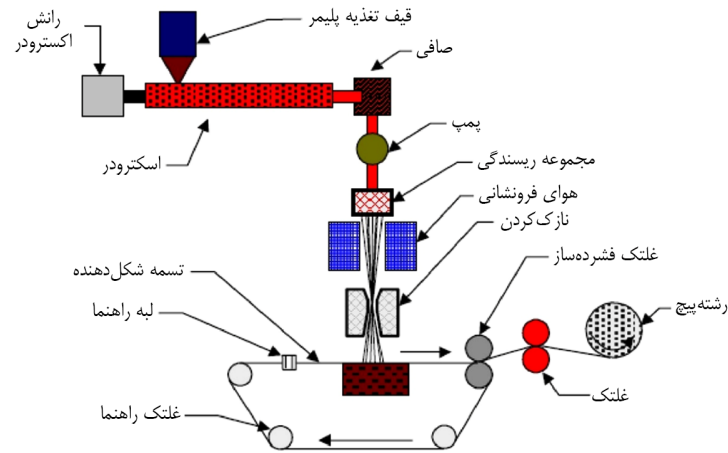 قیف تغذیه پلیمر
رانش
اکسترودر
صافی
پمپ
اسکترودر
مجموعه ریسندگی
هوای فرونشانی
نازک‌کردن
غلتک فشرده‌ساز
تسمه شکل‌دهنده
رشته‌پیچ
لبه راهنما
غلتک
غلتک راهنما